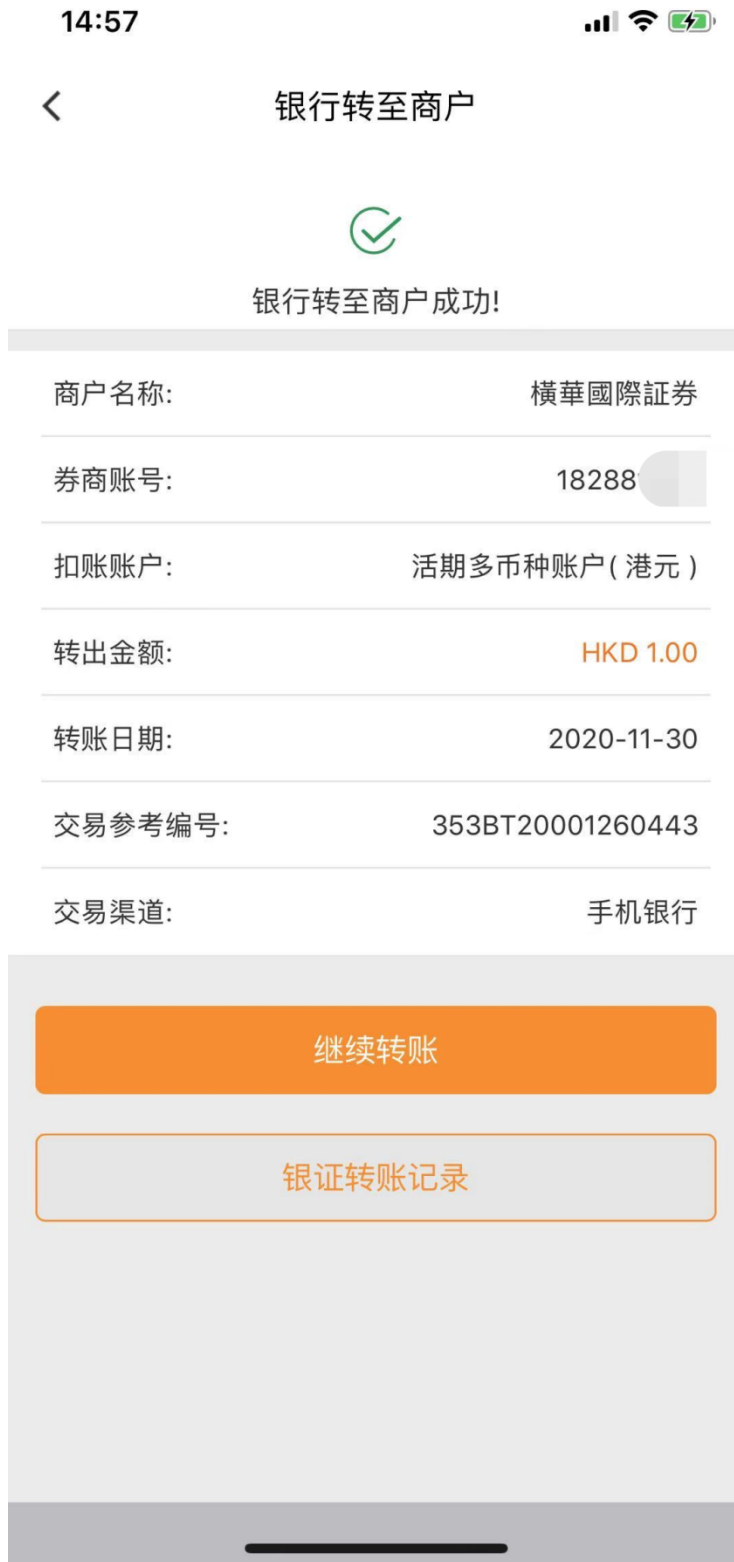 14:57
银行转至商户
银行转至商户成功!
商户名称: 橫華國際証券
券商账号: 18288
扣账账户: 活期多币种账户(港元)
转出金额: HKD 1.00
转账日期: 2020-11-30
交易参考编号: 353BT20001260443
交易渠道: 手机银行
继续转账
银证转账记录